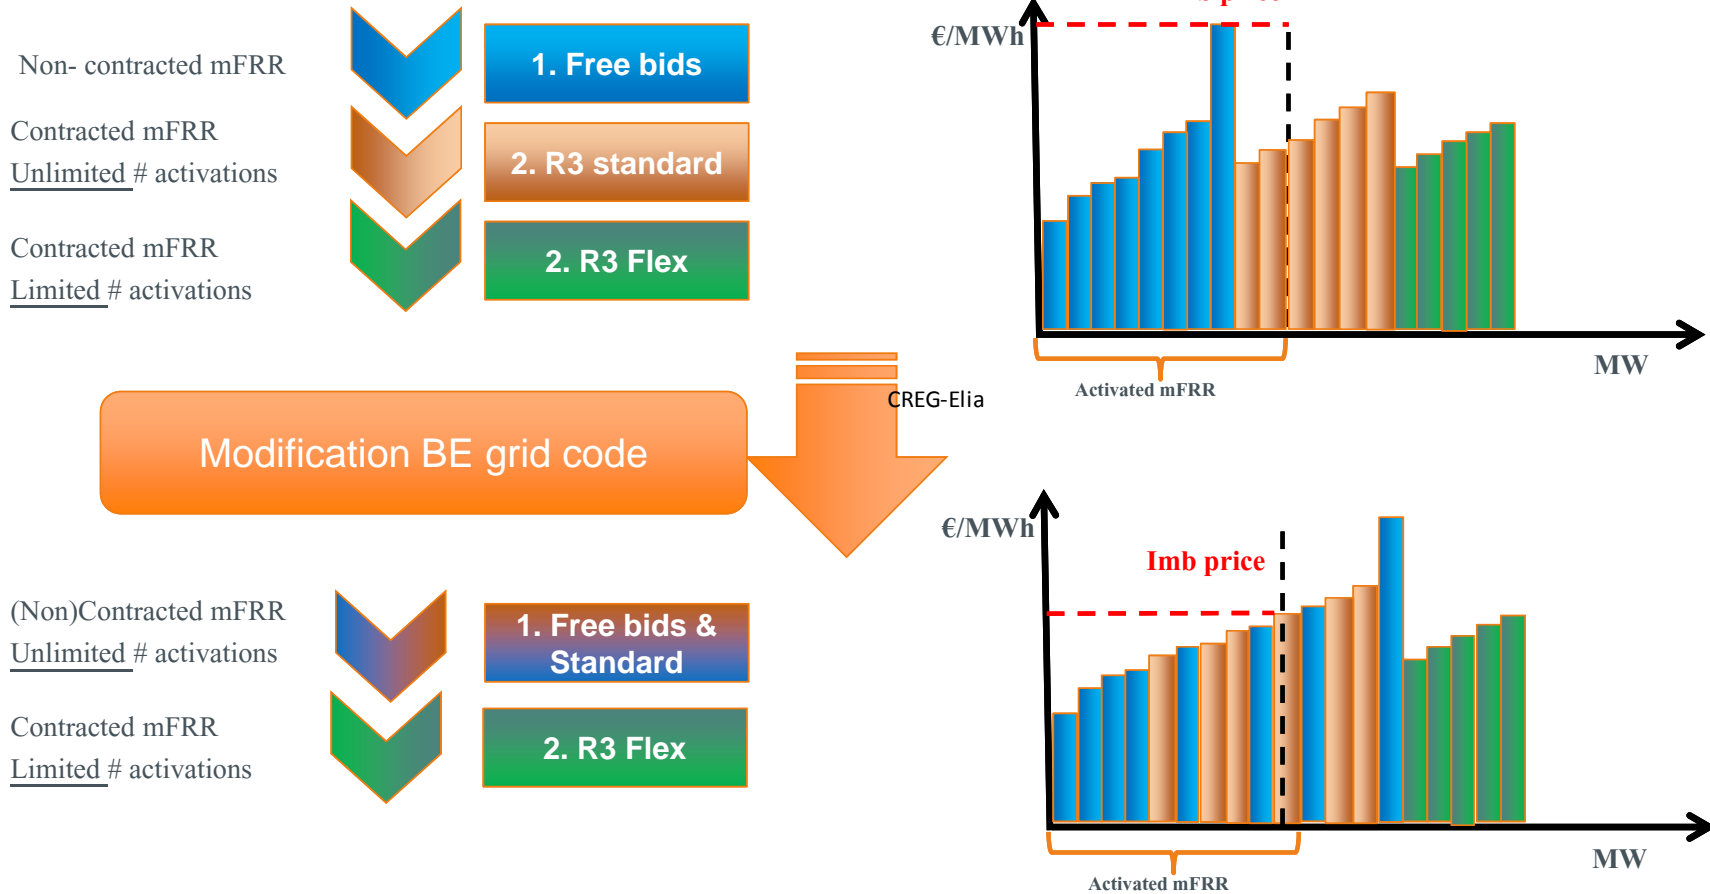 Non- contracted mFRR
1. Free bids
Contracted mFRR
Unlimited # activations
2. R3 standard
Contracted mFRR
Limited # activations
2. R3 Flex
€/MWh
MW
Activated mFRR
CREG-Elia
Modification BE grid code
(Non)Contracted mFRR
Unlimited # activations
1. Free bids &
Standard
Contracted mFRR
Limited # activations
2. R3 Flex
€/MWh
Imb price
MW
Activated mFRR